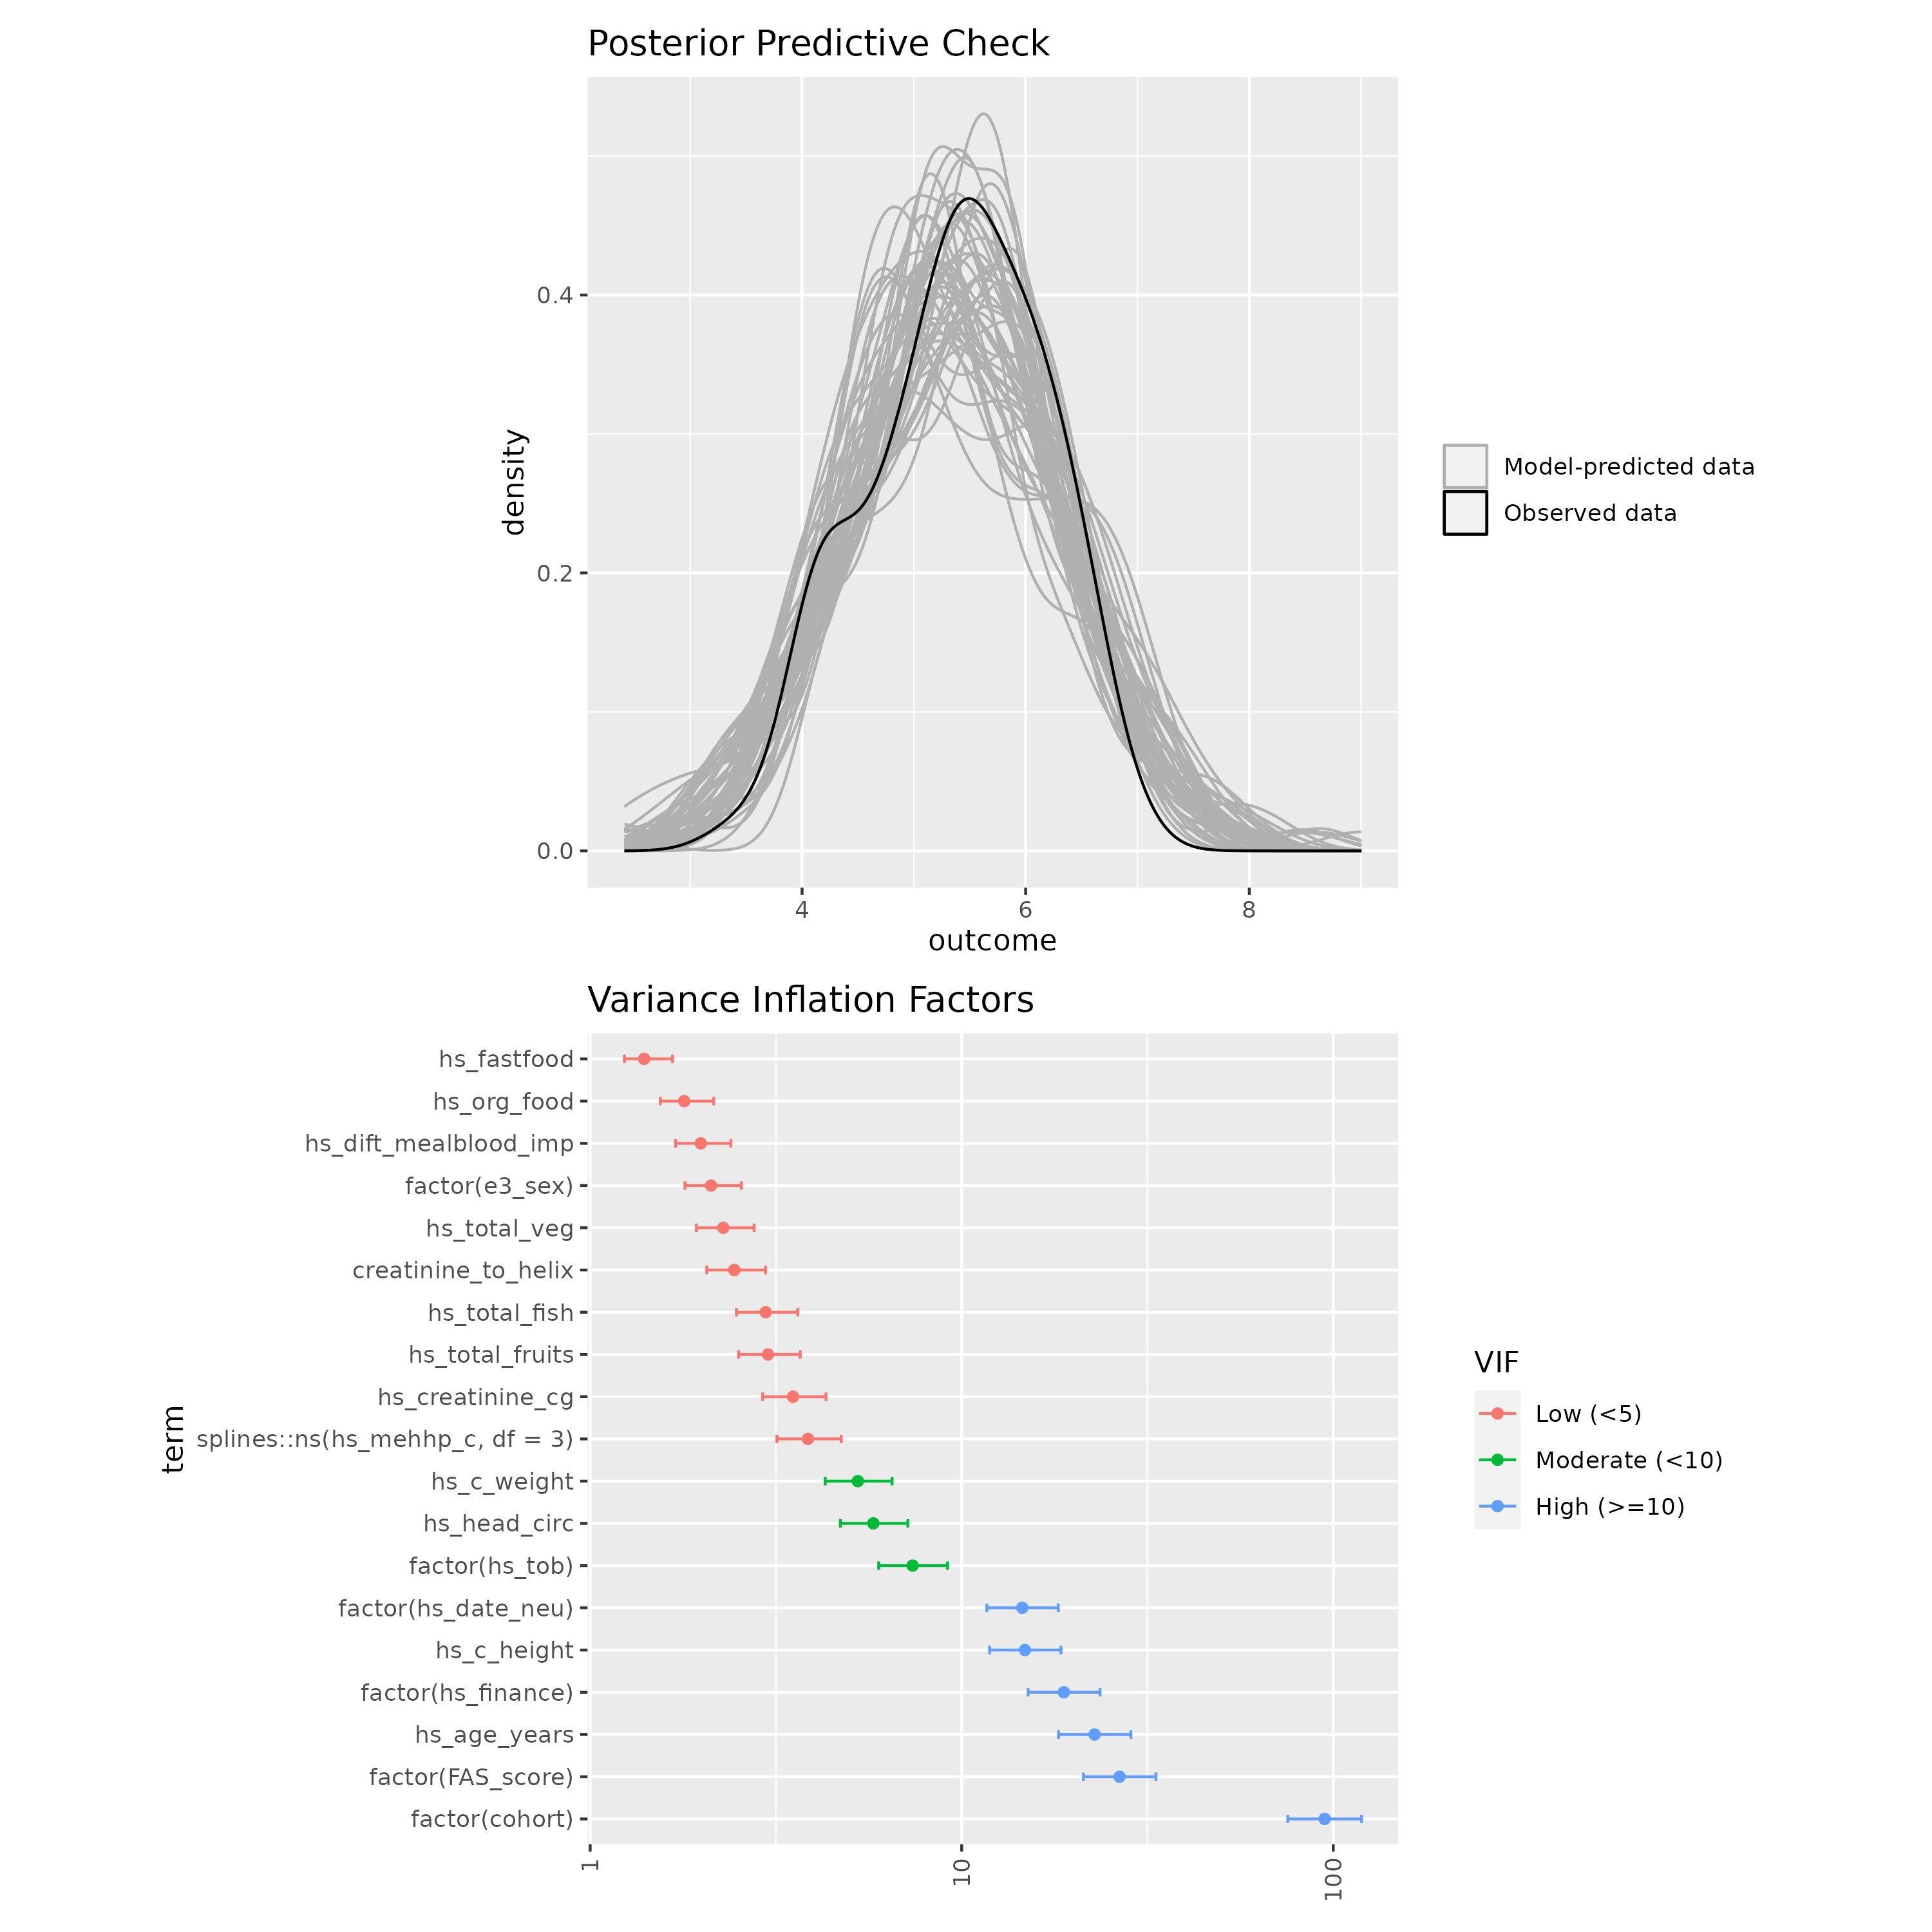 Posterior Predictive Check
density
0.4
0.2
0.0
4
6
8
outcome
Model-predicted data
Observed data
Variance Inflation Factors
term
hs_fastfood
hs_org_food
hs_dift_mealblood_imp
factor(e3_sex)
hs_total_veg
creatinine_to_helix
hs_total_fish
hs_total_fruits
hs_creatinine_cg
splines::ns(hs_mehhp_c, df = 3)
hs_c_weight
hs_head_circ
factor(hs_tob)
factor(hs_date_neu)
hs_c_height
factor(hs_finance)
hs_age_years
factor(FAS_score)
factor(cohort)
1
10
100
VIF
Low (<5)
Moderate (<10)
High (>=10)